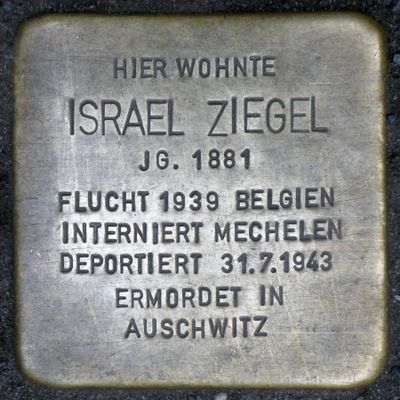 HIER WOHNTE
ISRAEL ZIEGEL
JG. 1881
FLUCHT 1939 BELGIEN
INTERNIERT MECHELEN
DEPORTIERT 31.7.1943
ERMORDET IN
AUSCHWITZ